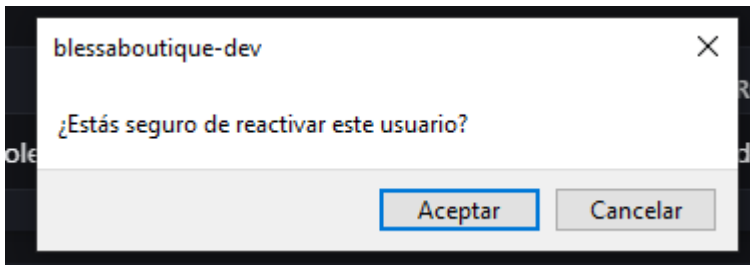 blessaboutique-dev
¿Estás seguro de reactivar este usuario?
Aceptar
Cancelar